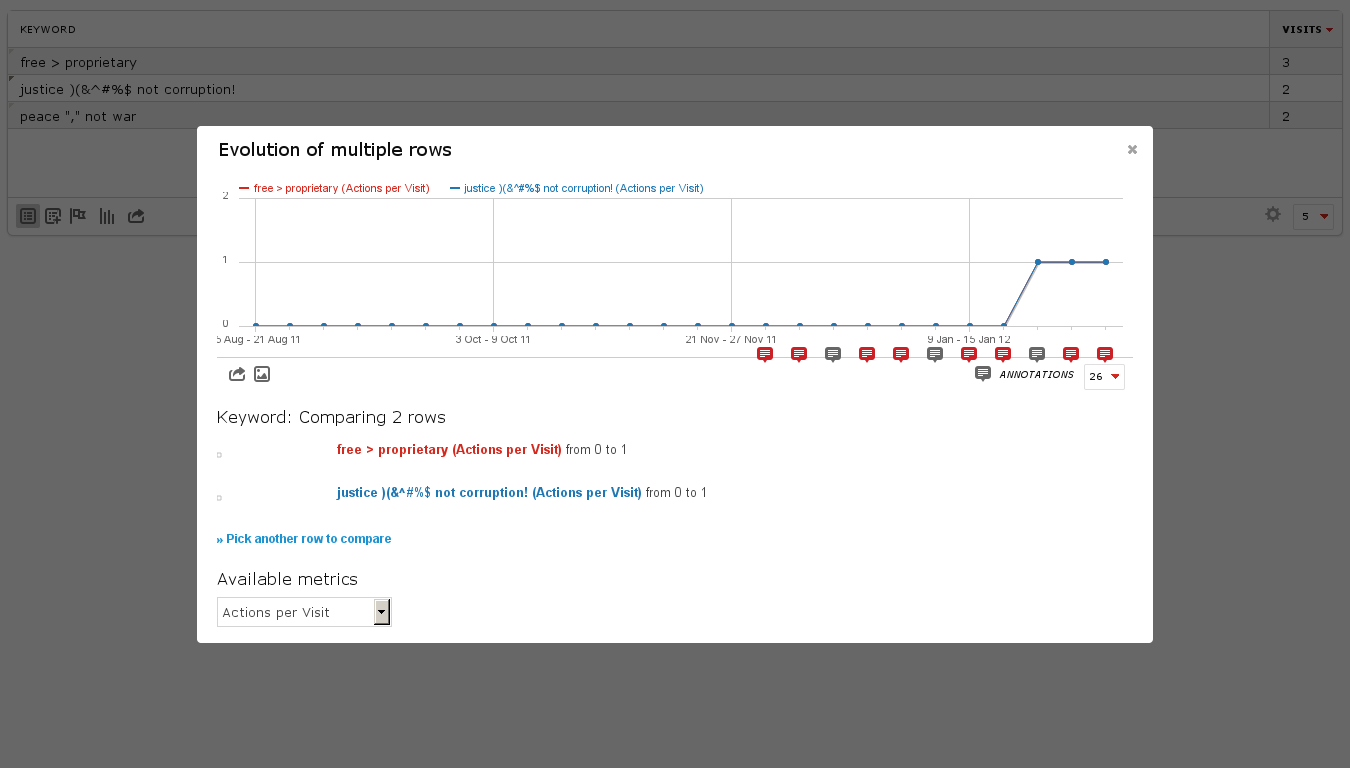 KEYWORD VISITS
free > proprietary 3
justice )(&^#%$ not corruption! 2
peace "," not war 2
Evolution of multiple rows
free > proprietary (Actions per Visit) justice )(&^#%$ not corruption! (Actions per Visit)
2
5
1
0
5 Aug - 21 Aug 11 3 Oct - 9 Oct 11 21 Nov - 27 Nov 11 9 Jan - 15 Jan 12
ANNOTATIONS 26
Keyword: Comparing 2 rows
free > proprietary (Actions per Visit) from 0 to 1
justice )(&^#%$ not corruption! (Actions per Visit) from 0 to 1
» Pick another row to compare
Available metrics
Actions per Visit